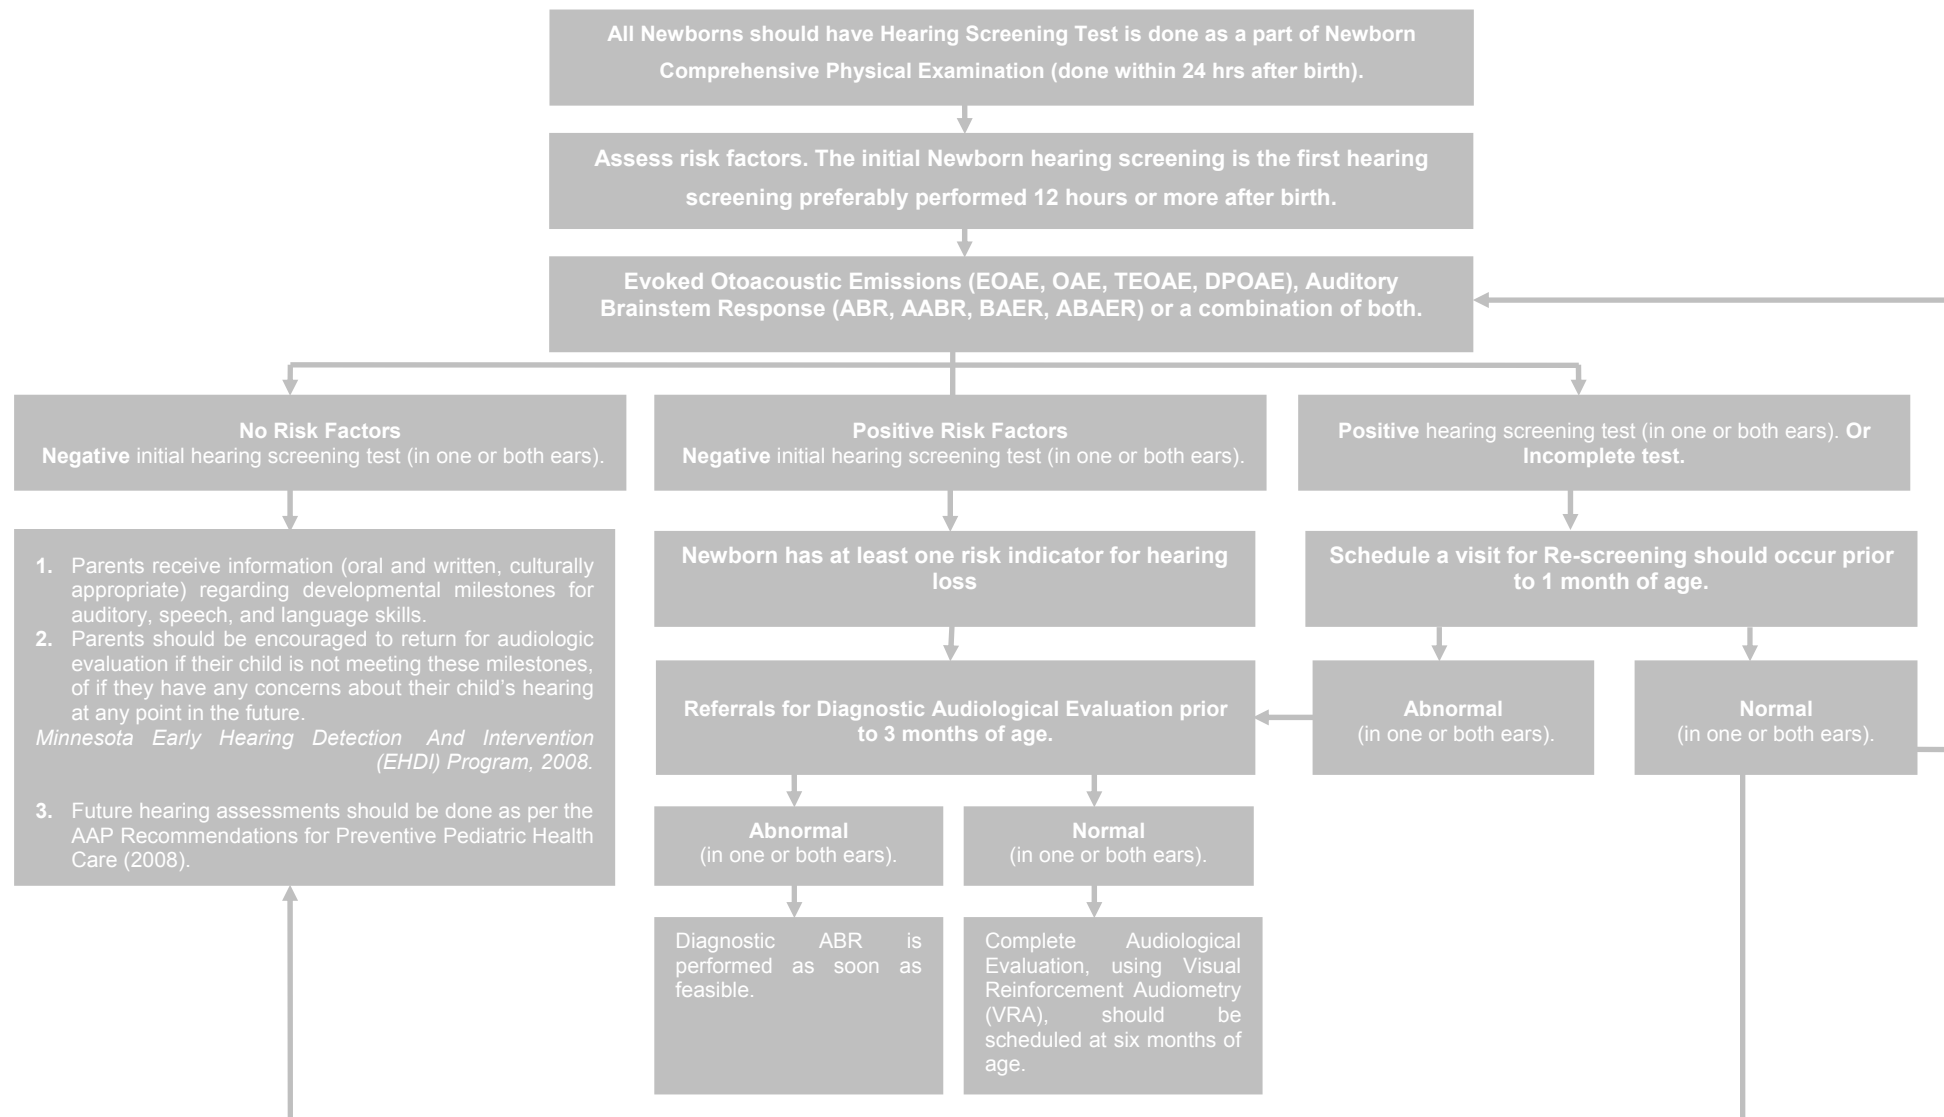 All Newborns should have Hearing Screening Test is done as a part of Newborn
Comprehensive Physical Examination (done within 24 hrs after birth).
Assess risk factors. The initial Newborn hearing screening is the first hearing
screening preferably performed 12 hours or more after birth.
Evoked Otoacoustic Emissions (EOAE, OAE, TEOAE, DPOAE), Auditory
Brainstem Response (ABR, AABR, BAER, ABAER) or a combination of both.
No Risk Factors
Negative initial hearing screening test (in one or both ears).
Positive Risk Factors
Negative initial hearing screening test (in one or both ears).
Positive hearing screening test (in one or both ears). Or
Incomplete test.
1. Parents receive information (oral and written, culturally
appropriate) regarding developmental milestones for
auditory, speech, and language skills.
2. Parents should be encouraged to return for audiologic
evaluation if their child is not meeting these milestones,
of if they have any concerns about their child's hearing
at any point in the future.
Minnesota Early Hearing Detection And Intervention
(EHDI) Program, 2008.
3. Future hearing assessments should be done as per the
AAP Recommendations for Preventive Pediatric Health
Care (2008).
Newborn has at least one risk indicator for hearing
loss
Schedule a visit for Re-screening should occur prior
to 1 month of age.
Referrals for Diagnostic Audiological Evaluation prior
to 3 months of age.
Abnormal
(in one or both ears).
Normal
(in one or both ears).
Abnormal
(in one or both ears).
Normal
(in one or both ears).
Diagnostic ABR is
performed as soon as
feasible.
Complete Audiological
Evaluation, using Visual
Reinforcement Audiometry
(VRA), should be
scheduled at six months of
age.